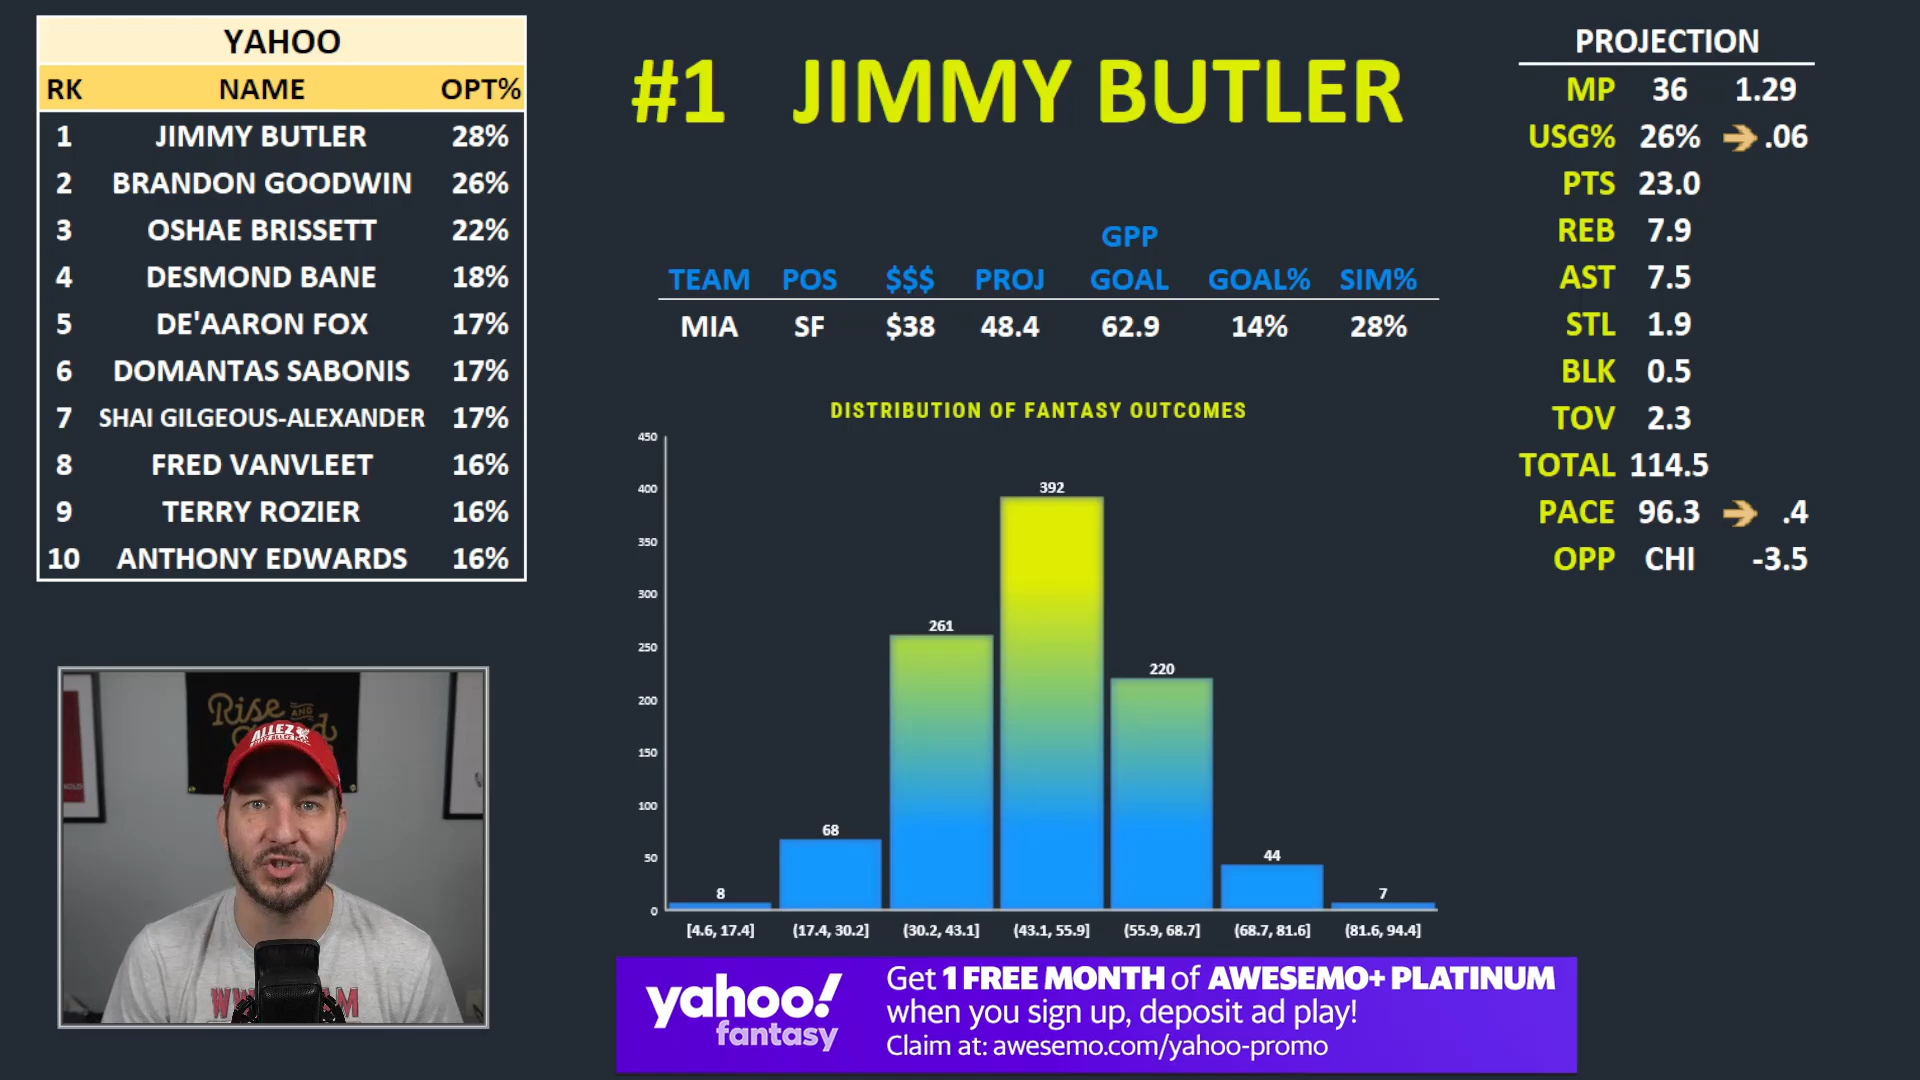 YAHOO
RK NAME OPT%
1 JIMMY BUTLER 28%
2 BRANDON GOODWIN 26%
3 OSHAE BRISSETT 22%
4 DESMOND BANE 18%
5 DE'AARON FOX 17%
6 DOMANTAS SABONIS 17%
7 SHAI GILGEOUS-ALEXANDER 17%
8 FRED VANVLEET 16%
9 TERRY ROZIER 16%
10 ANTHONY EDWARDS 16%
#1 JIMMY BUTLER
GPP
TEAM POS $$$ PROJ GOAL GOAL% SIM%
MIA SF $38 48.4 62.9 14% 28%
PROJECTION
MP 36 1.29
USG% 26% .06
PTS 23.0
REB 7.9
AST 7.5
STL 1.9
BLK 0.5
TOV 2.3
TOTAL 114.5
PACE 96.3 .4
OPP CHI -3.5
DISTRIBUTION OF FANTASY OUTCOMES
450
400
350
300
250
200
150
100
50
0
8 68 261 392 220 44 7
[4.6, 17.4] (17.4, 30.2] (30.2, 43.1] (43.1, 55.9] (55.9, 68.7] (68.7, 81.6] (81.6, 94.4]
Rise AND
ALLEZ
yahoo!
fantasy
Get 1 FREE MONTH of AWESEMO+ PLATINUM
when you sign up, deposit ad play!
Claim at: awesemo.com/yahoo-promo